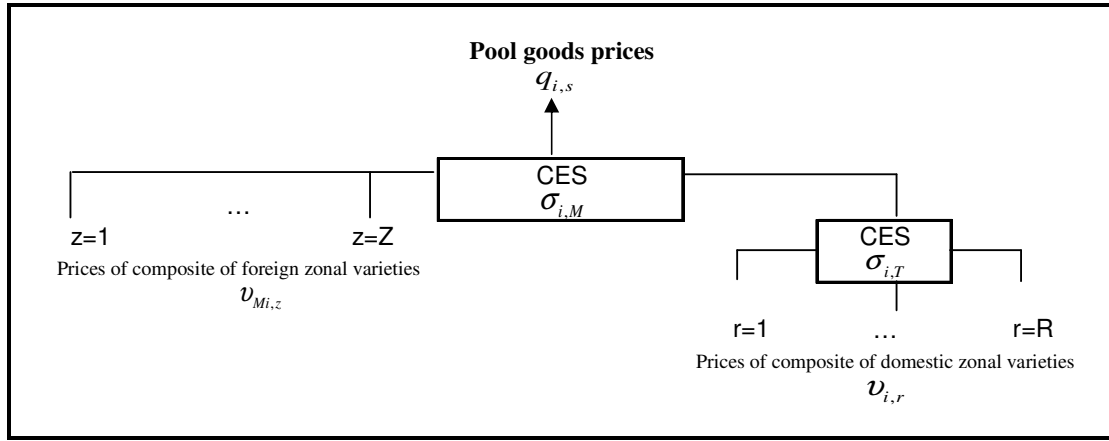 Pool goods prices
q_{i,s}
CES
σ_{i,M}
...
z=1
z=Z
Prices of composite of foreign zonal varieties
υ_{Mi,z}
CES
σ_{i,T}
r=1
...
r=R
Prices of composite of domestic zonal varieties
υ_{i,r}